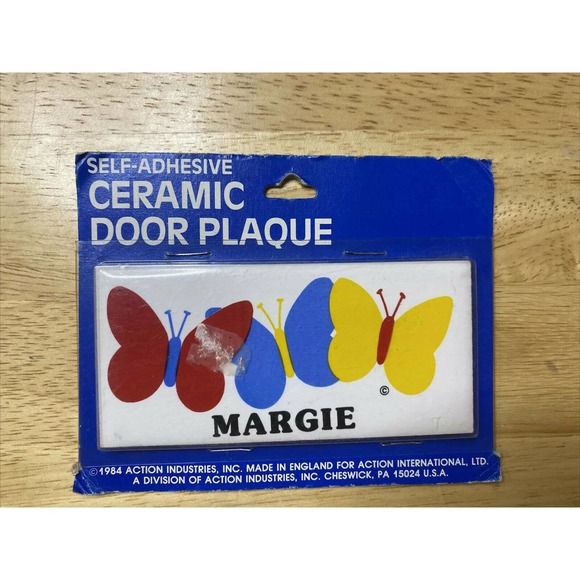 SELF-ADHESIVE
CERAMIC
DOOR PLAQUE
©
MARGIE
©1984 ACTION INDUSTRIES, INC. MADE IN ENGLAND FOR ACTION INTERNATIONAL, LTD.
A DIVISION OF ACTION INDUSTRIES, INC. CHESWICK, PA 15024 U.S.A.